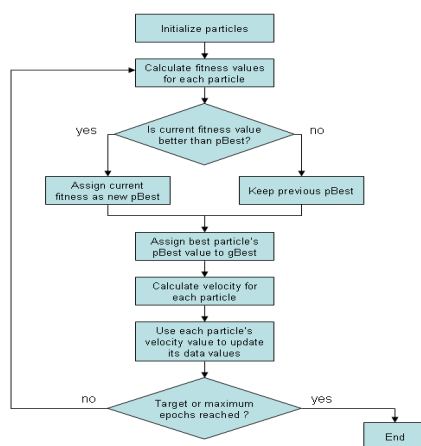 Initialize particles
Calculate fitness values
for each particle
Is current fitness value
better than pBest?
yes
no
Assign current
fitness as new pBest
Keep previous pBest
Assign best particle's
pBest value to gBest
Calculate velocity for
each particle
Use each particle's
velocity value to update
its data values
Target or maximum
epochs reached ?
no
yes
End